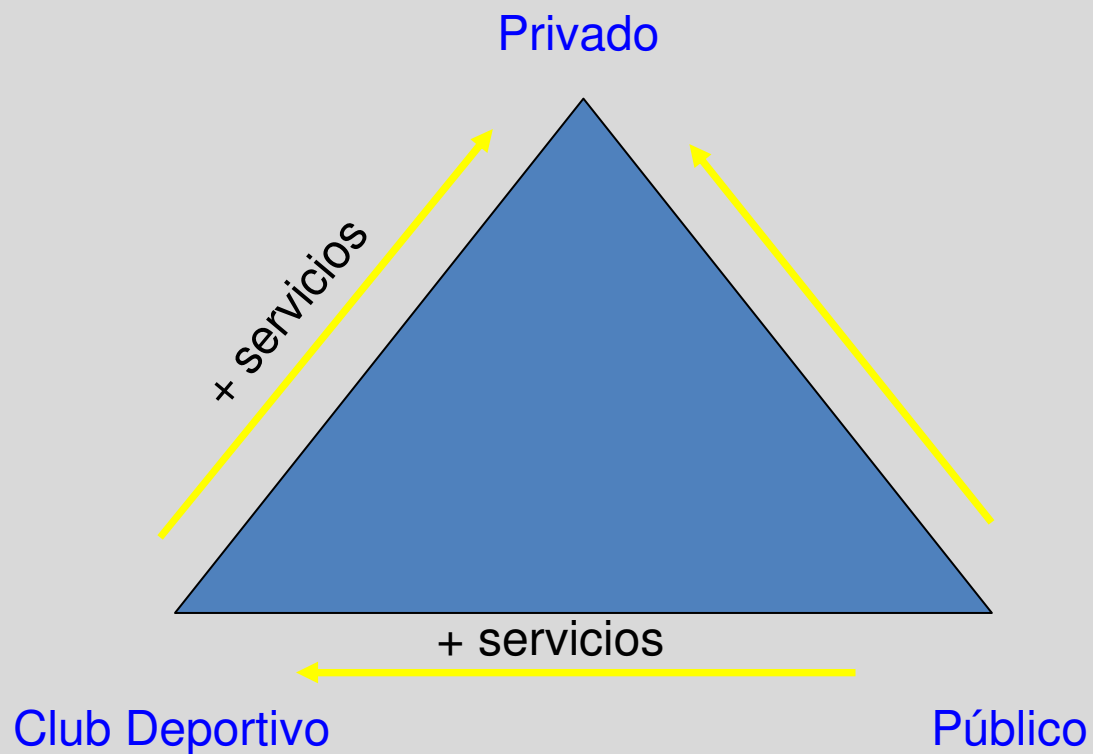 Privado
+ servicios
+ servicios
Club Deportivo
Público